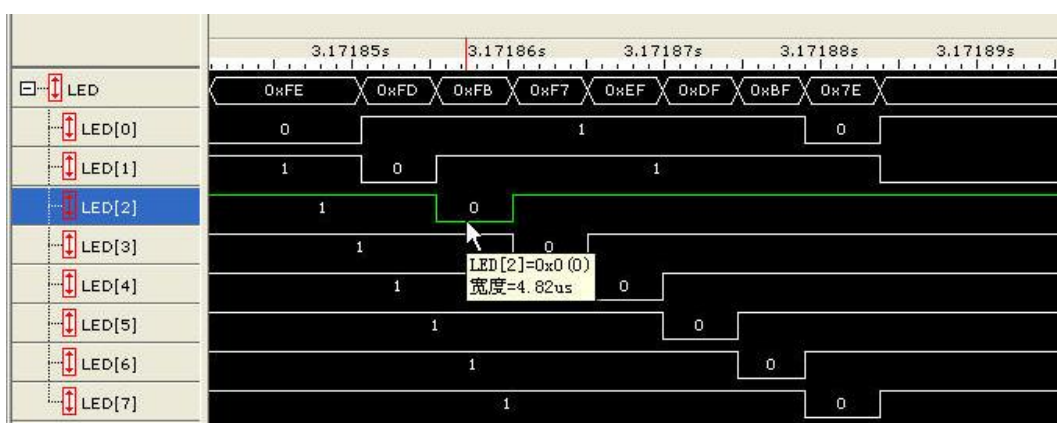 3.17185s 3.17186s 3.17187s 3.17188s 3.17189s
LED 0xFE 0xFD 0xFB 0xF7 0xEF 0xDF 0xBF 0x7E
LED[0] 0 1 0
LED[1] 1 0 1
LED[2] 1 0
LED[3] 1 0
LED[2]=0x0(0)
宽度=4.82us
LED[4] 1 0
LED[5] 1 0
LED[6] 1 0
LED[7] 1 0